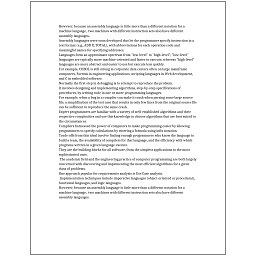 However, because an assembly language is little more than a different notation for a
machine language, two machines with different instruction sets also have different
assembly languages.
Assembly languages were soon developed that let the programmer specify instruction in a
text format (e.g., ADD X, TOTAL), with abbreviations for each operation code and
meaningful names for specifying addresses.
Languages form an approximate spectrum from "low-level" to "high-level"; "low-level"
languages are typically more machine-oriented and faster to execute, whereas "high-level"
languages are more abstract and easier to use but execute less quickly.
For example, COBOL is still strong in corporate data centers often on large mainframe
computers, Fortran in engineering applications, scripting languages in Web development,
and C in embedded software.
Normally the first step in debugging is to attempt to reproduce the problem.
It involves designing and implementing algorithms, step-by-step specifications of
procedures, by writing code in one or more programming languages.
For example, when a bug in a compiler can make it crash when parsing some large source
file, a simplification of the test case that results in only few lines from the original source file
can be sufficient to reproduce the same crash.
Expert programmers are familiar with a variety of well-established algorithms and their
respective complexities and use this knowledge to choose algorithms that are best suited to
the circumstances.
Compilers harnessed the power of computers to make programming easier by allowing
programmers to specify calculations by entering a formula using infix notation.
Trade-offs from this ideal involve finding enough programmers who know the language to
build a team, the availability of compilers for that language, and the efficiency with which
programs written in a given language execute.
They are the building blocks for all software, from the simplest applications to the most
sophisticated ones.
The academic field and the engineering practice of computer programming are both largely
concerned with discovering and implementing the most efficient algorithms for a given
class of problems.
One approach popular for requirements analysis is Use Case analysis.
Implementation techniques include imperative languages (object-oriented or procedural),
functional languages, and logic languages.
However, because an assembly language is little more than a different notation for a
machine language, two machines with different instruction sets also have different
assembly languages.